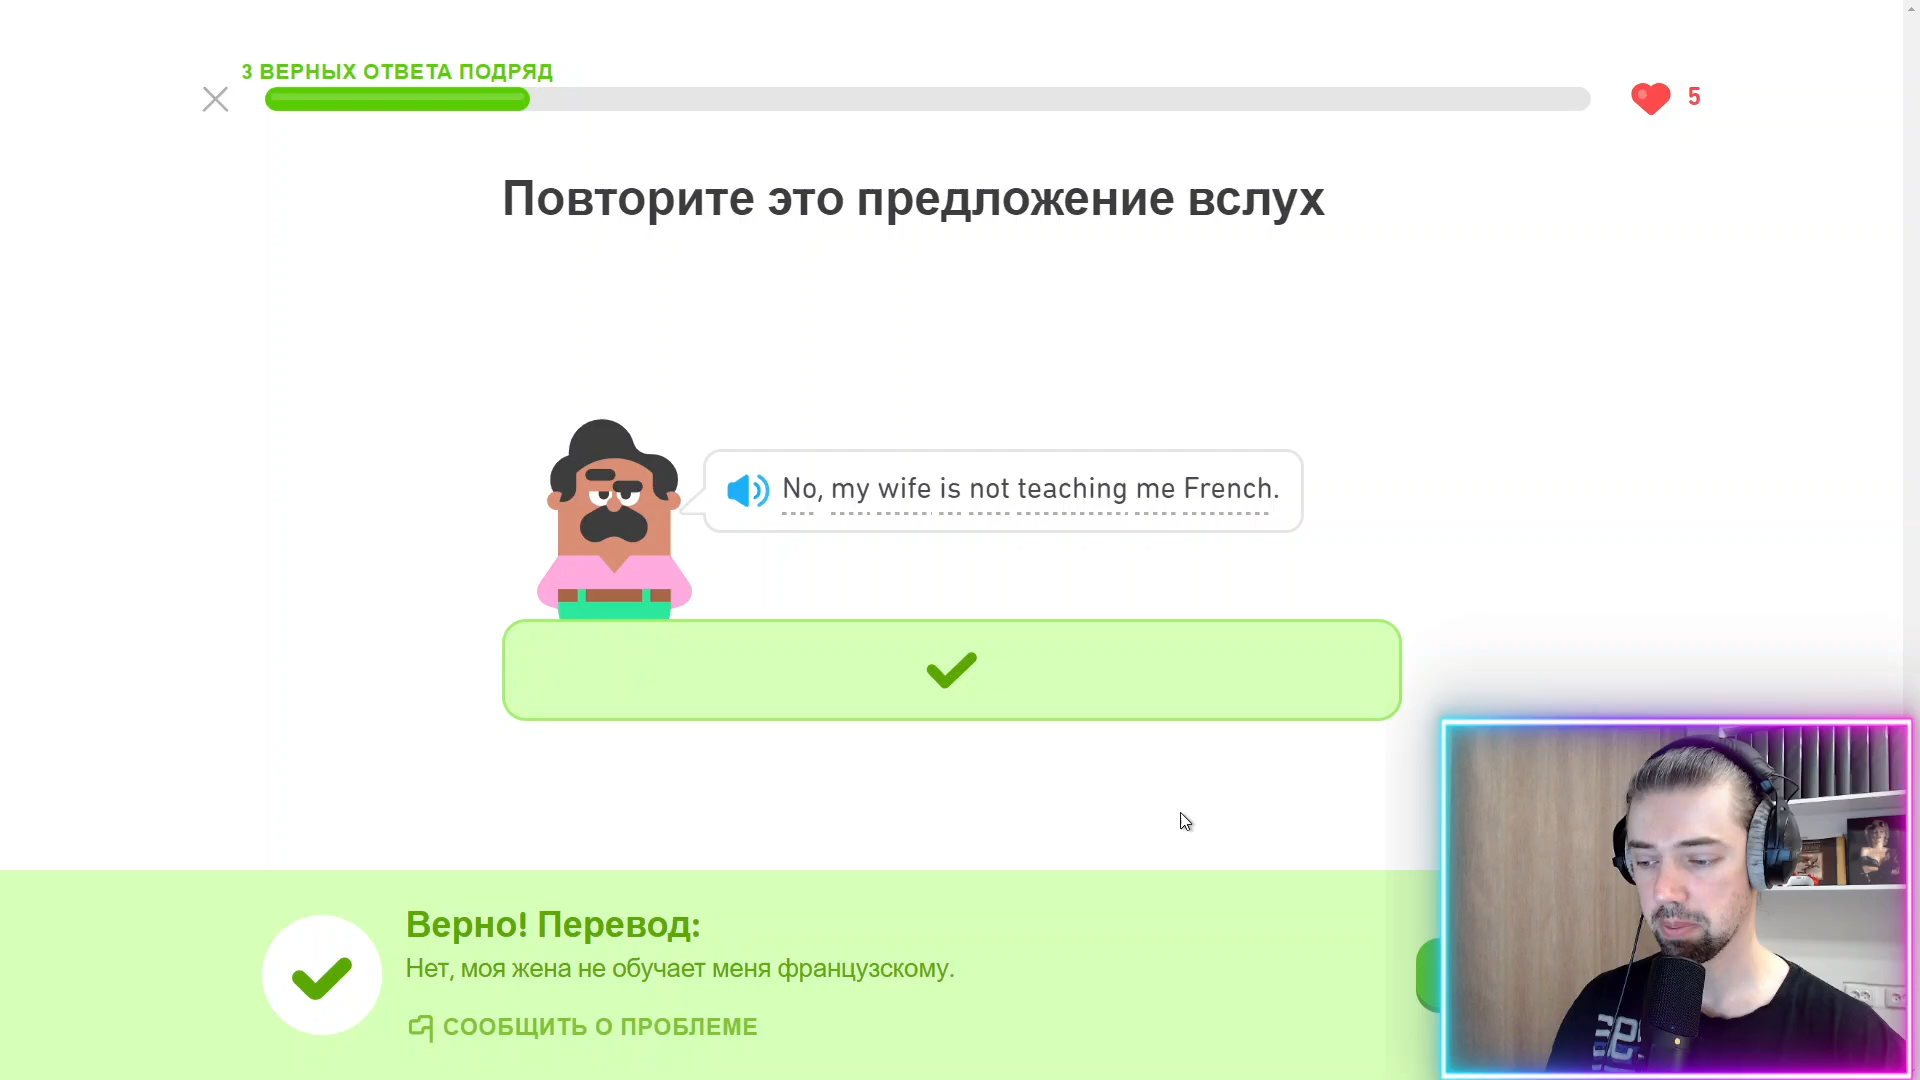 3 ВЕРНЫХ ОТВЕТА ПОДРЯД
5
Повторите это предложение вслух
No, my wife is not teaching me French.
Верно! Перевод:
Нет, моя жена не обучает меня французскому.
СООБЩИТЬ О ПРОБЛЕМЕ